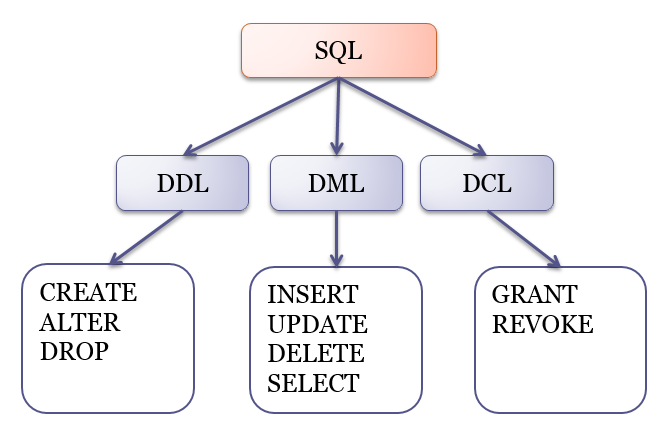 SQL
DDL
DML
DCL
CREATE
ALTER
DROP
INSERT
UPDATE
DELETE
SELECT
GRANT
REVOKE